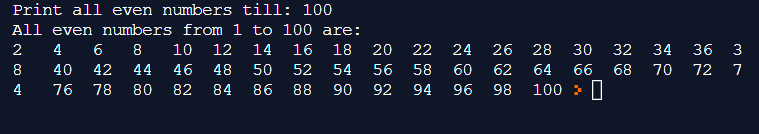 Print all even numbers till: 100
All even numbers from 1 to 100 are:
2 4 6 8 10 12 14 16 18 20 22 24 26 28 30 32 34 36 3
8 40 42 44 46 48 50 52 54 56 58 60 62 64 66 68 70 72 7
4 76 78 80 82 84 86 88 90 92 94 96 98 100 >